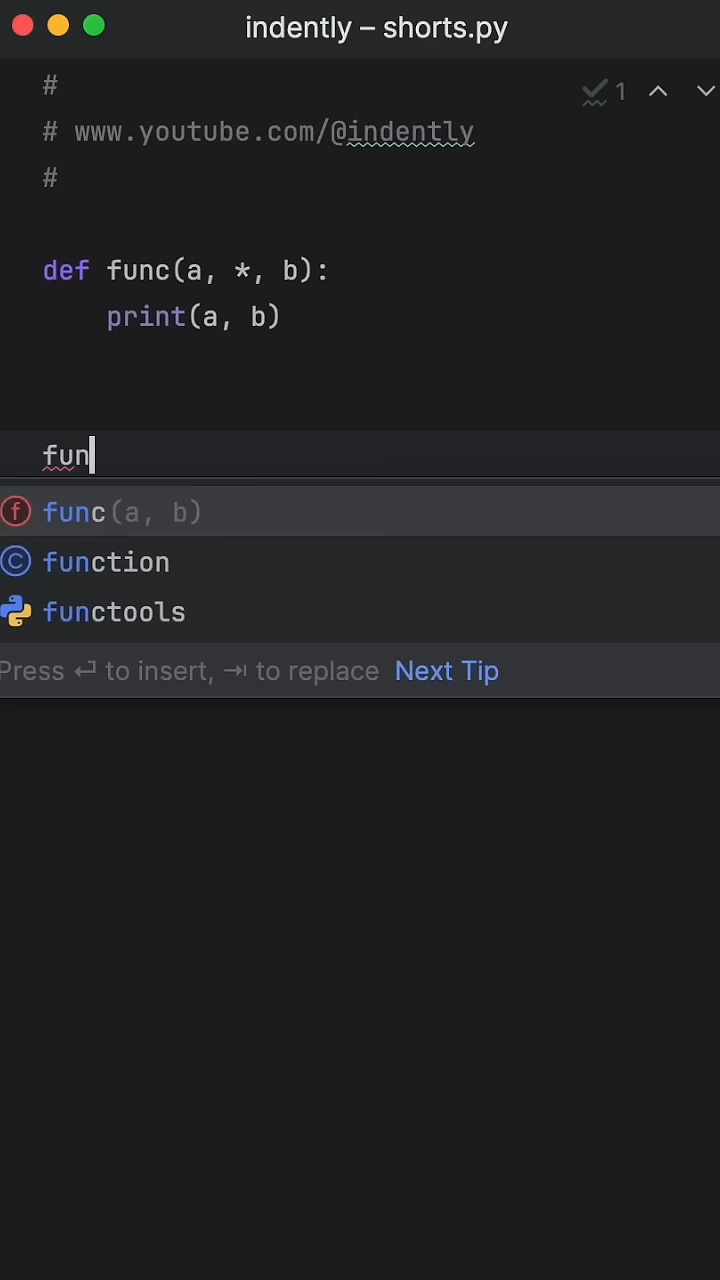 indently – shorts.py
#
1
# www.youtube.com/@indently
#
def func(a, *, b):
    print(a, b)
fun
f func(a, b)
C function
functools
Press ⏎ to insert, ⇥ to replace Next Tip